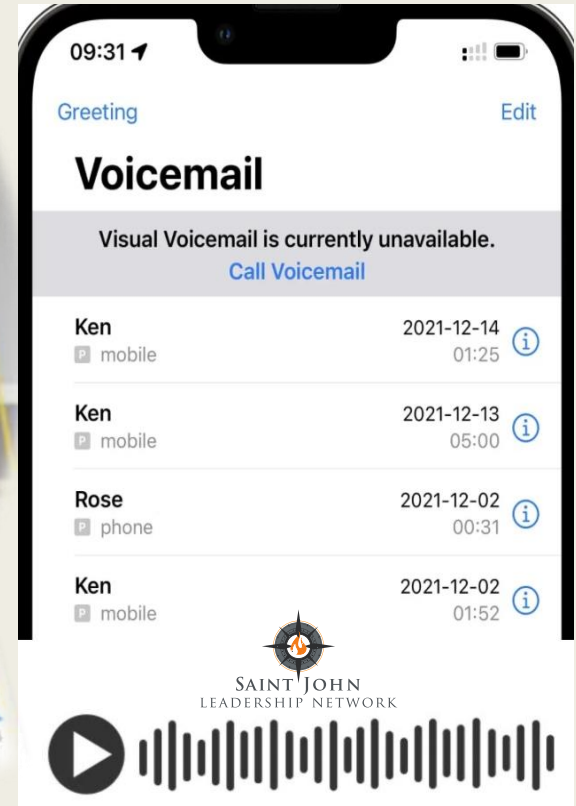 09:31
Greeting Edit
Voicemail
Visual Voicemail is currently unavailable.
Call Voicemail
Ken 2021-12-14
P mobile 01:25
Ken 2021-12-13
P mobile 05:00
Rose 2021-12-02
P phone 00:31
Ken 2021-12-02
P mobile 01:52
SAINT JOHN
LEADERSHIP NETWORK